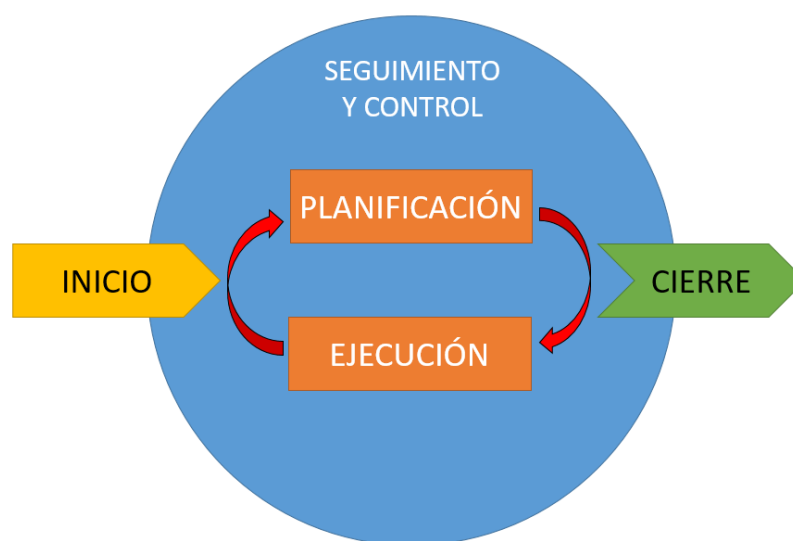 SEGUIMIENTO
Y CONTROL
PLANIFICACIÓN
INICIO
CIERRE
EJECUCIÓN